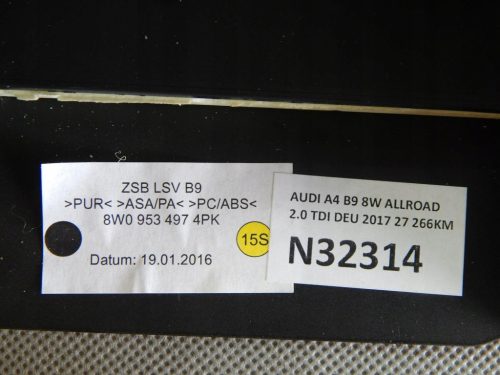 ZSB LSV B9
>PUR< >ASA/PA< >PC/ABS<
8W0 953 497 4PK
15S
Datum: 19.01.2016
AUDI A4 B9 8W ALLROAD
2.0 TDI DEU 2017 27 266KM
N32314